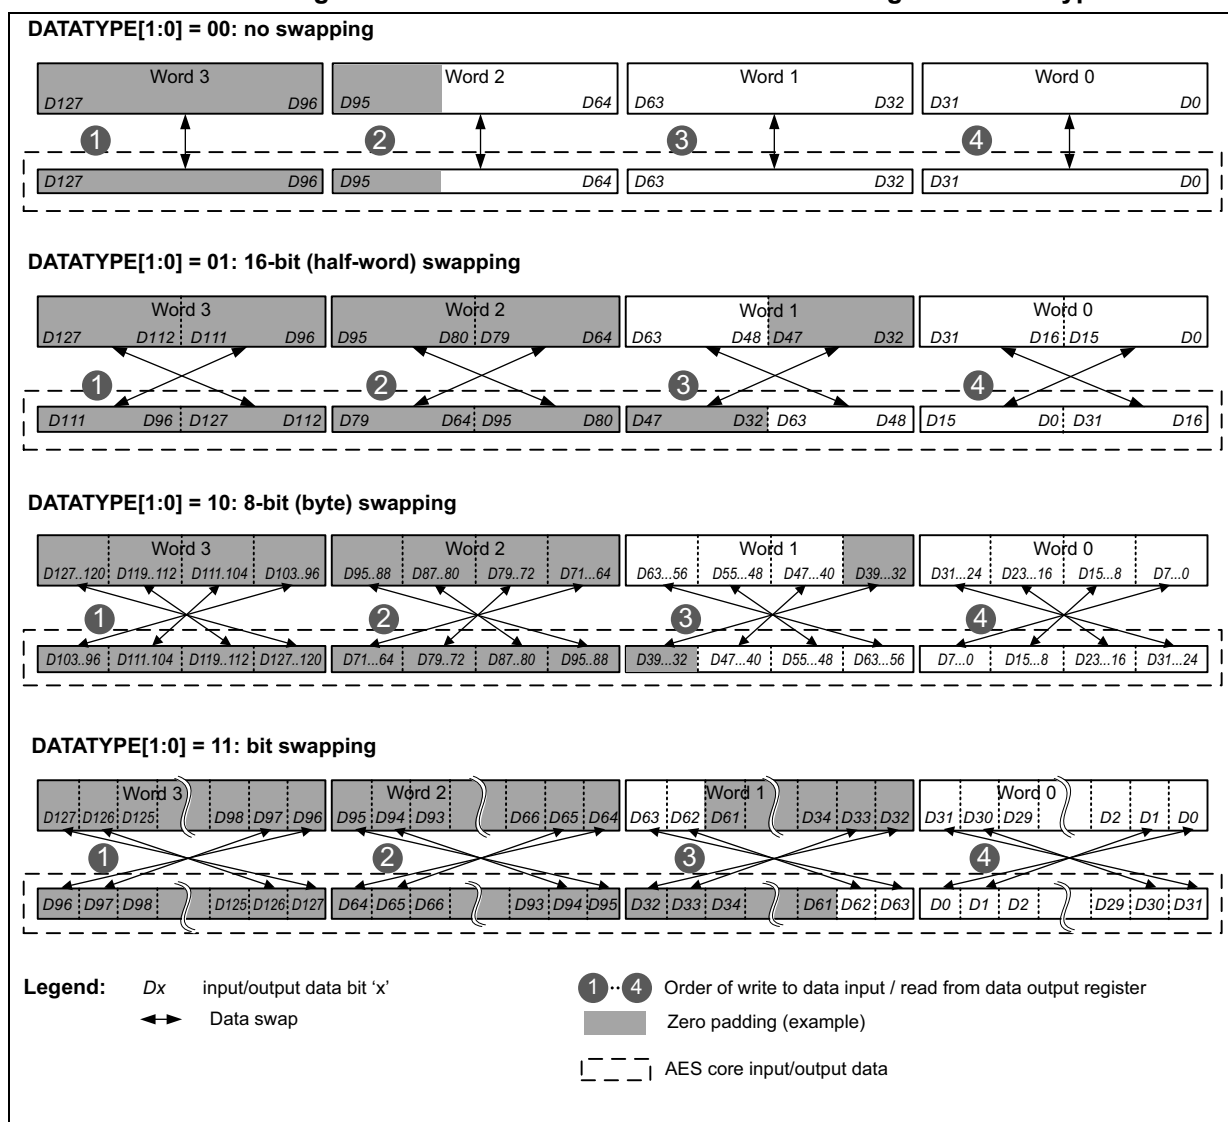 DATATYPE[1:0] = 00: no swapping
Word 3 Word 2 Word 1 Word 0
D127 D96 D95 D64 D63 D32 D31 D0
1 2 3 4
D127 D96 D95 D64 D63 D32 D31 D0
DATATYPE[1:0] = 01: 16-bit (half-word) swapping
Word 3 Word 2 Word 1 Word 0
D127 D112 D111 D96 D95 D80 D79 D64 D63 D48 D47 D32 D31 D16 D15 D0
1 2 3 4
D111 D96 D127 D112 D79 D64 D95 D80 D47 D32 D63 D48 D15 D0 D31 D16
DATATYPE[1:0] = 10: 8-bit (byte) swapping
Word 3 Word 2 Word 1 Word 0
D127..120 D119..112 D111.104 D103..96 D95...88 D87...80 D79...72 D71...64 D63...56 D55...48 D47...40 D39...32 D31...24 D23...16 D15...8 D7...0
1 2 3 4
D103..96 D111.104 D119..112 D127..120 D71...64 D79...72 D87...80 D95...88 D39...32 D47...40 D55...48 D63...56 D7...0 D15...8 D23...16 D31...24
DATATYPE[1:0] = 11: bit swapping
Word 3 Word 2 Word 1 Word 0
D127 D126 D125 D98 D97 D96 D95 D94 D93 D66 D65 D64 D63 D62 D61 D34 D33 D32 D31 D30 D29 D2 D1 D0
1 2 3 4
D96 D97 D98 D125 D126 D127 D64 D65 D66 D93 D94 D95 D32 D33 D34 D61 D62 D63 D0 D1 D2 D29 D30 D31
Legend: Dx input/output data bit ‘x’ 1··4 Order of write to data input / read from data output register
Data swap Zero padding (example)
AES core input/output data